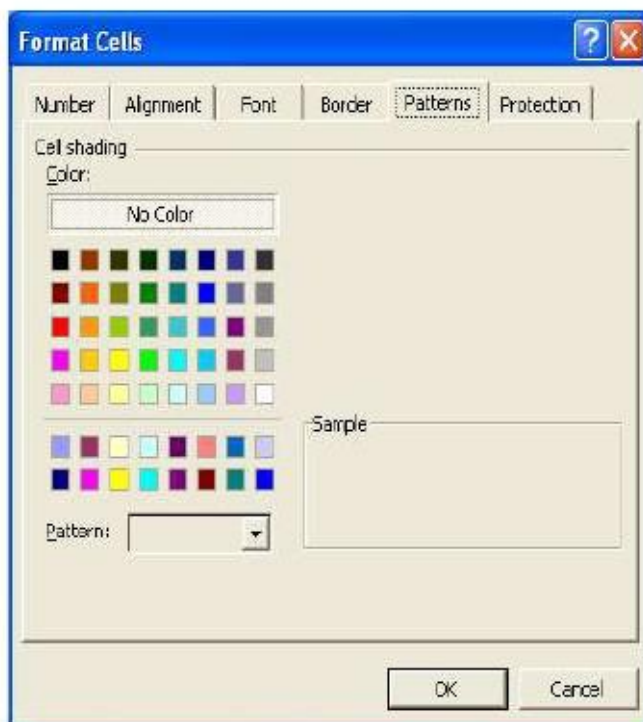 Format Cells
Number Alignment Font Border Patterns Protection
Cell shading
Color:
No Color
Sample
Pattern:
OK Cancel